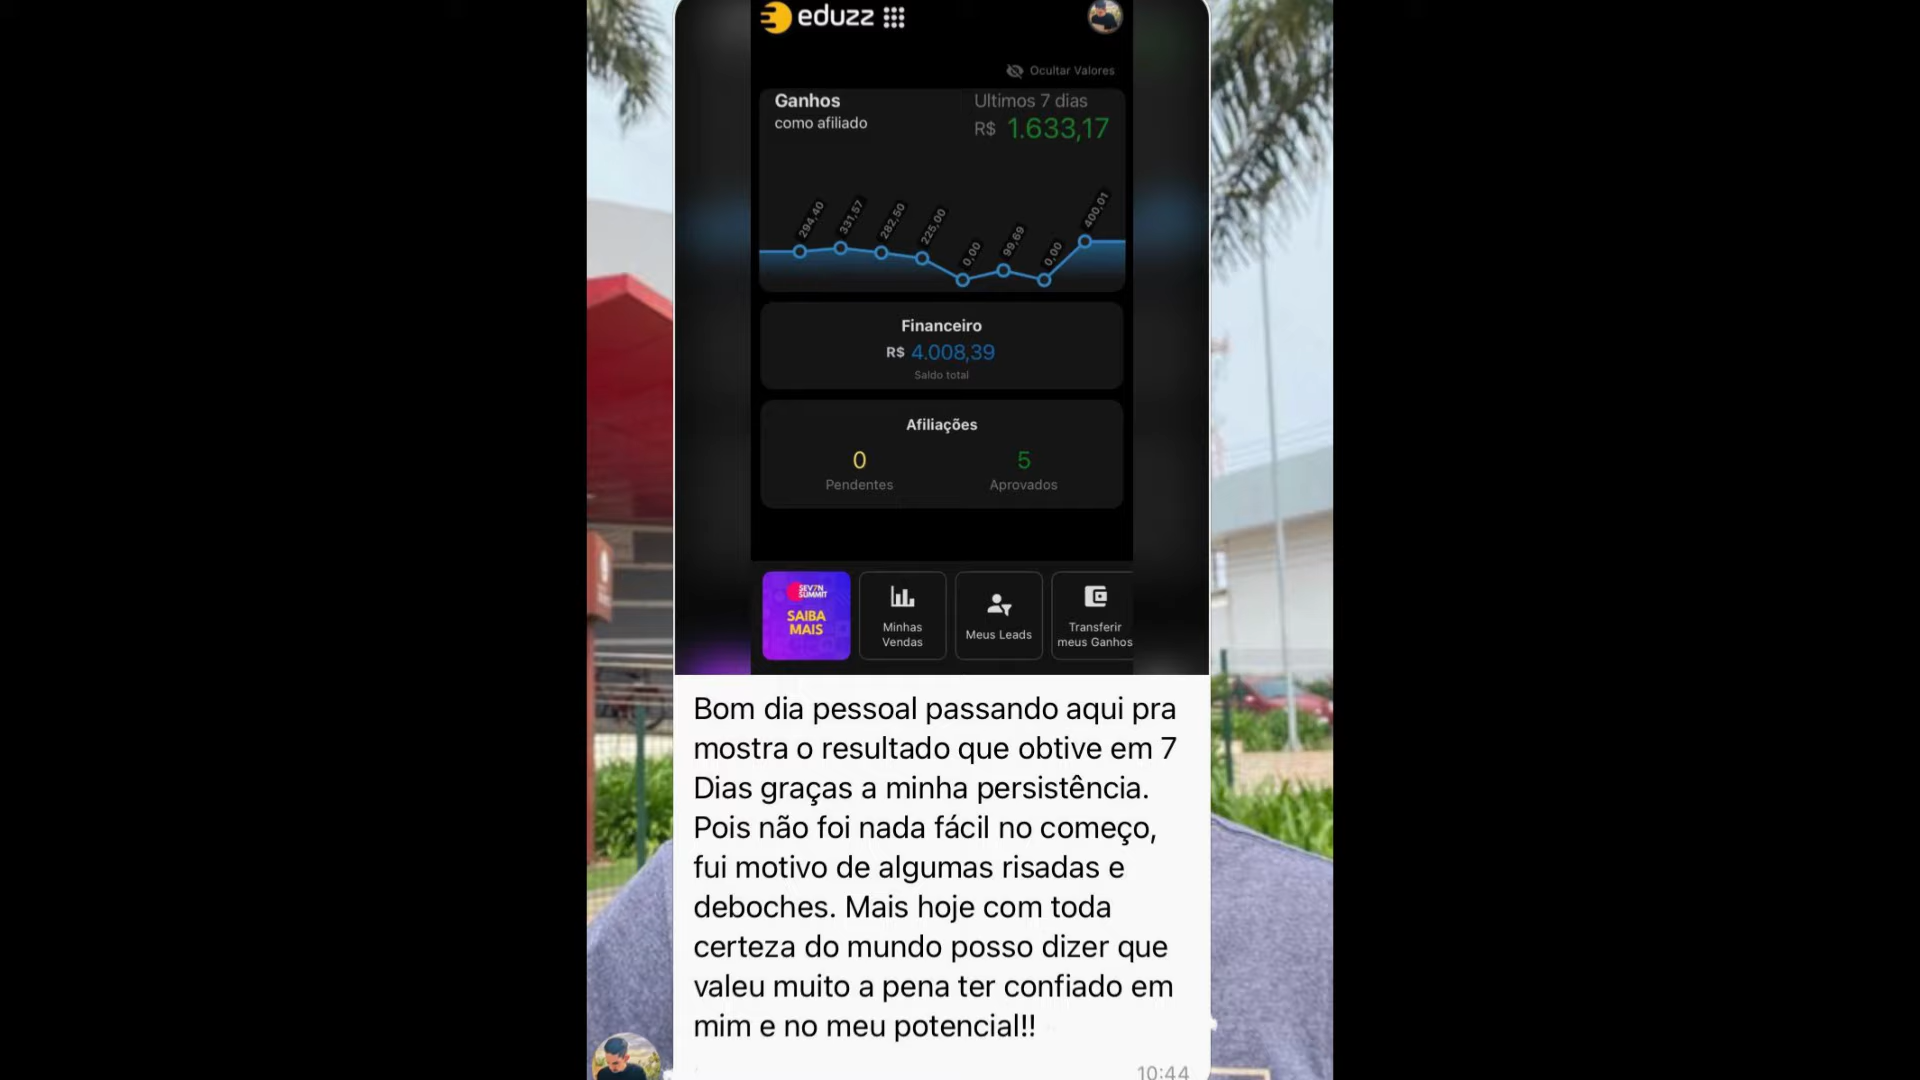 eduzz
Ocultar Valores
Ganhos
como afiliado
Ultimos 7 dias
R$ 1.633,17
294,40
331,57
282,50
225,00
0,00
99,69
0,00
400,01
Financeiro
R$ 4.008,39
Saldo total
Afiliações
0
Pendentes
5
Aprovados
SEV7N
SUMMIT
SAIBA
MAIS
Minhas
Vendas
Meus Leads
Transferir
meus Ganhos
Bom dia pessoal passando aqui pra
mostra o resultado que obtive em 7
Dias graças a minha persistência.
Pois não foi nada fácil no começo,
fui motivo de algumas risadas e
deboches. Mais hoje com toda
certeza do mundo posso dizer que
valeu muito a pena ter confiado em
mim e no meu potencial!!
10:44